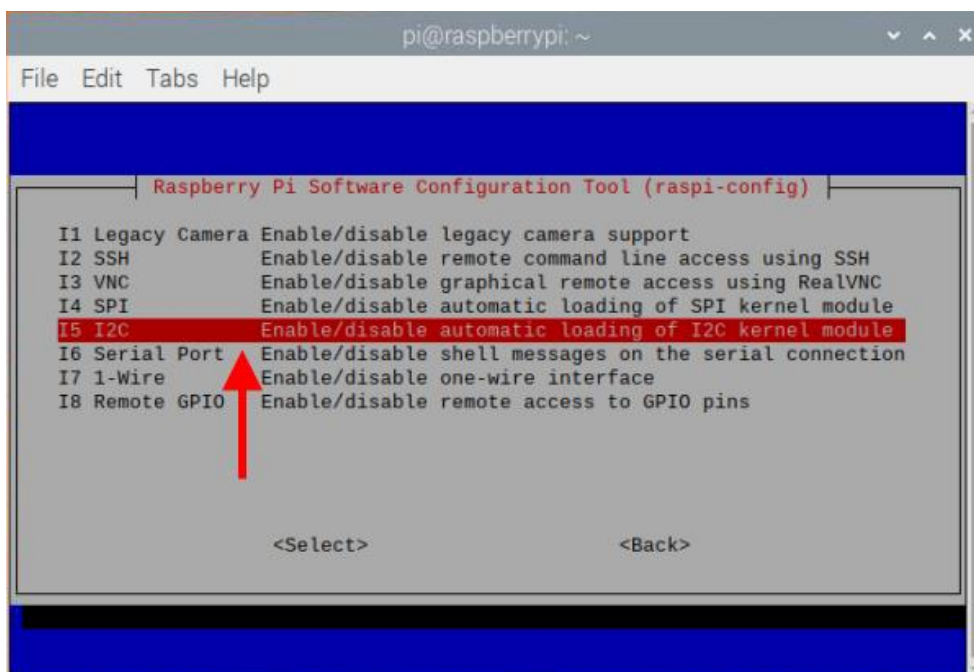 pi@raspberrypi: ~
File Edit Tabs Help
Raspberry Pi Software Configuration Tool (raspi-config)
I1 Legacy Camera Enable/disable legacy camera support
I2 SSH Enable/disable remote command line access using SSH
I3 VNC Enable/disable graphical remote access using RealVNC
I4 SPI Enable/disable automatic loading of SPI kernel module
I5 I2C Enable/disable automatic loading of I2C kernel module
I6 Serial Port Enable/disable shell messages on the serial connection
I7 1-Wire Enable/disable one-wire interface
I8 Remote GPIO Enable/disable remote access to GPIO pins
<Select> <Back>